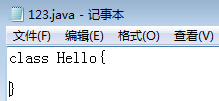 123.java - 记事本
文件(F) 编辑(E) 格式(O) 查看(V)
class Hello{
}